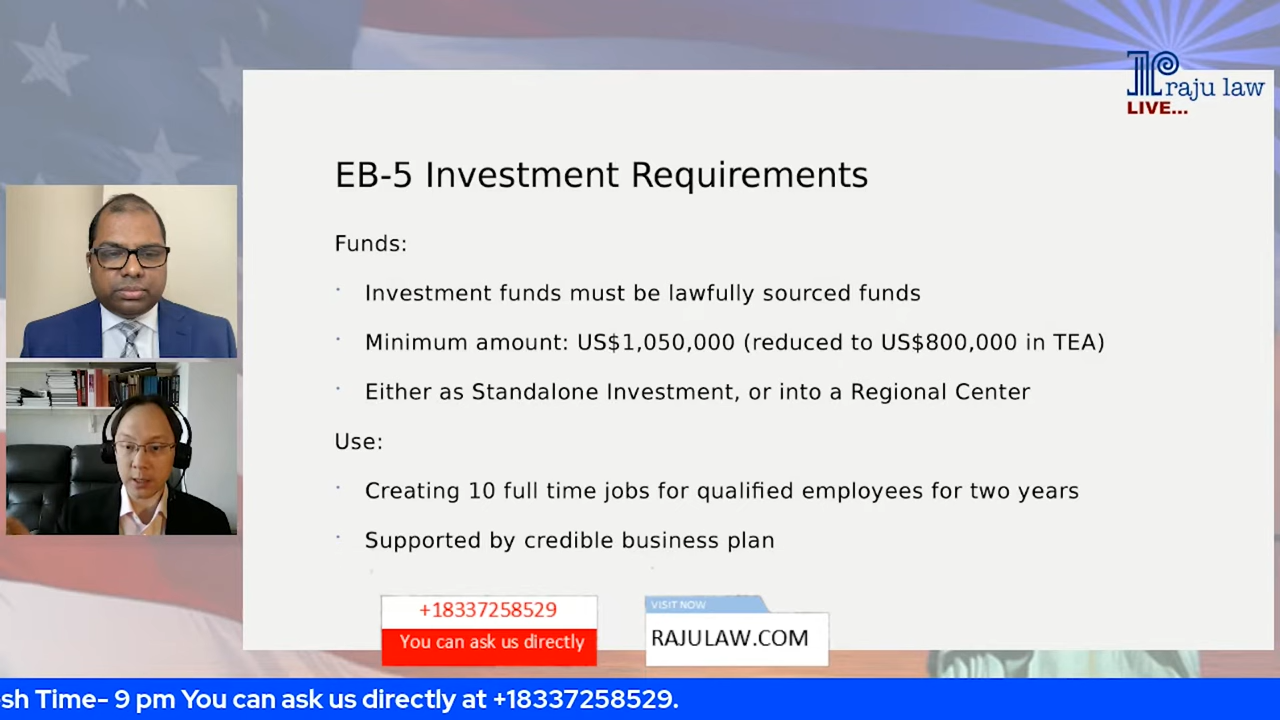 raju law
LIVE...
EB-5 Investment Requirements
Funds:
Investment funds must be lawfully sourced funds
Minimum amount: US$1,050,000 (reduced to US$800,000 in TEA)
Either as Standalone Investment, or into a Regional Center
Use:
Creating 10 full time jobs for qualified employees for two years
Supported by credible business plan
+18337258529
You can ask us directly
VISIT NOW
RAJULAW.COM
sh Time- 9 pm You can ask us directly at +18337258529.